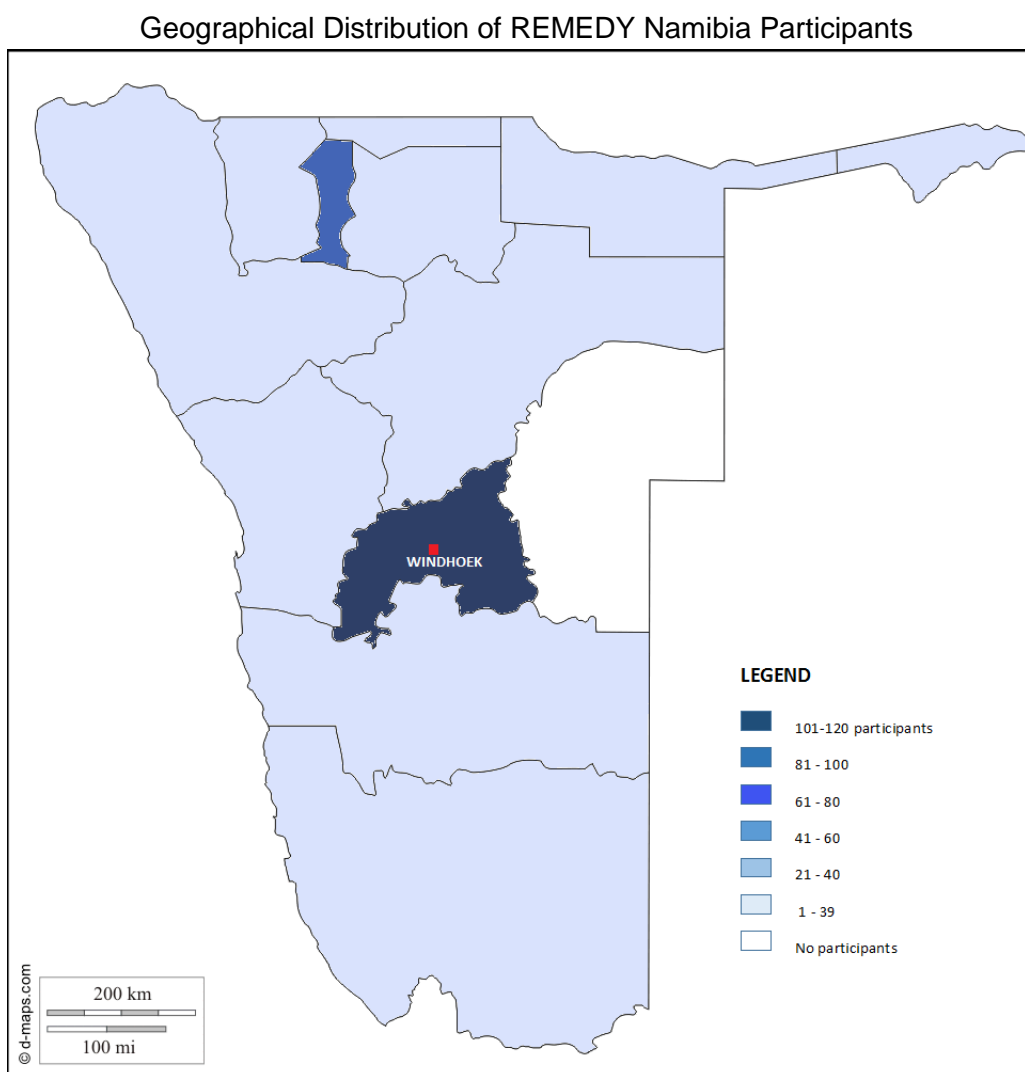 Geographical Distribution of REMEDY Namibia Participants
WINDHOEK
LEGEND
101-120 participants
81 - 100
61 - 80
41 - 60
21 - 40
1 - 39
No participants
200 km
100 mi
© d-maps.com